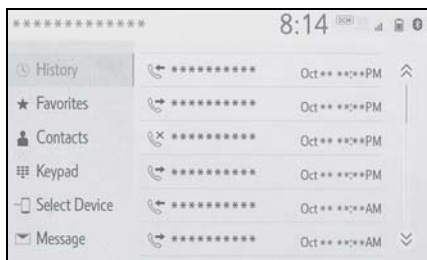 ************* 8:14 DCM
History
********** Oct** **:**PM
Favorites
********** Oct** **:**PM
Contacts
********** Oct** **:**PM
Keypad
********** Oct** **:**PM
Select Device
********** Oct** **:**AM
Message
********** Oct** **:**AM